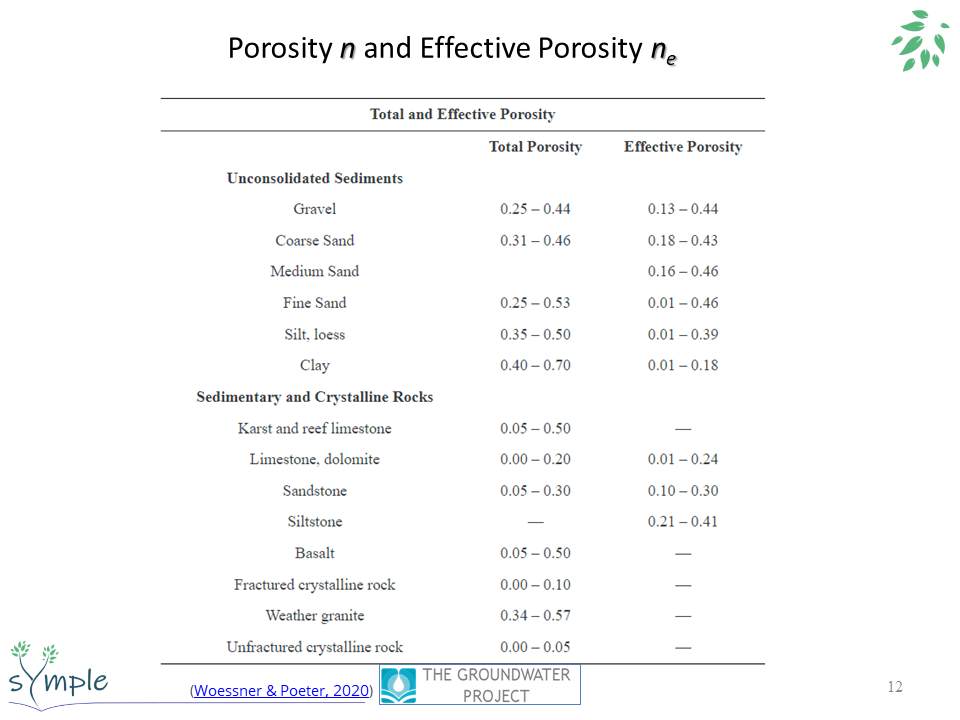 Porosity n and Effective Porosity ne
Total and Effective Porosity
Total Porosity Effective Porosity
Unconsolidated Sediments
Gravel 0.25 – 0.44 0.13 – 0.44
Coarse Sand 0.31 – 0.46 0.18 – 0.43
Medium Sand 0.16 – 0.46
Fine Sand 0.25 – 0.53 0.01 – 0.46
Silt, loess 0.35 – 0.50 0.01 – 0.39
Clay 0.40 – 0.70 0.01 – 0.18
Sedimentary and Crystalline Rocks
Karst and reef limestone 0.05 – 0.50 —
Limestone, dolomite 0.00 – 0.20 0.01 – 0.24
Sandstone 0.05 – 0.30 0.10 – 0.30
Siltstone — 0.21 – 0.41
Basalt 0.05 – 0.50 —
Fractured crystalline rock 0.00 – 0.10 —
Weather granite 0.34 – 0.57 —
Unfractured crystalline rock 0.00 – 0.05 —
sYmple
(Woessner & Poeter, 2020)
THE GROUNDWATER
PROJECT
12